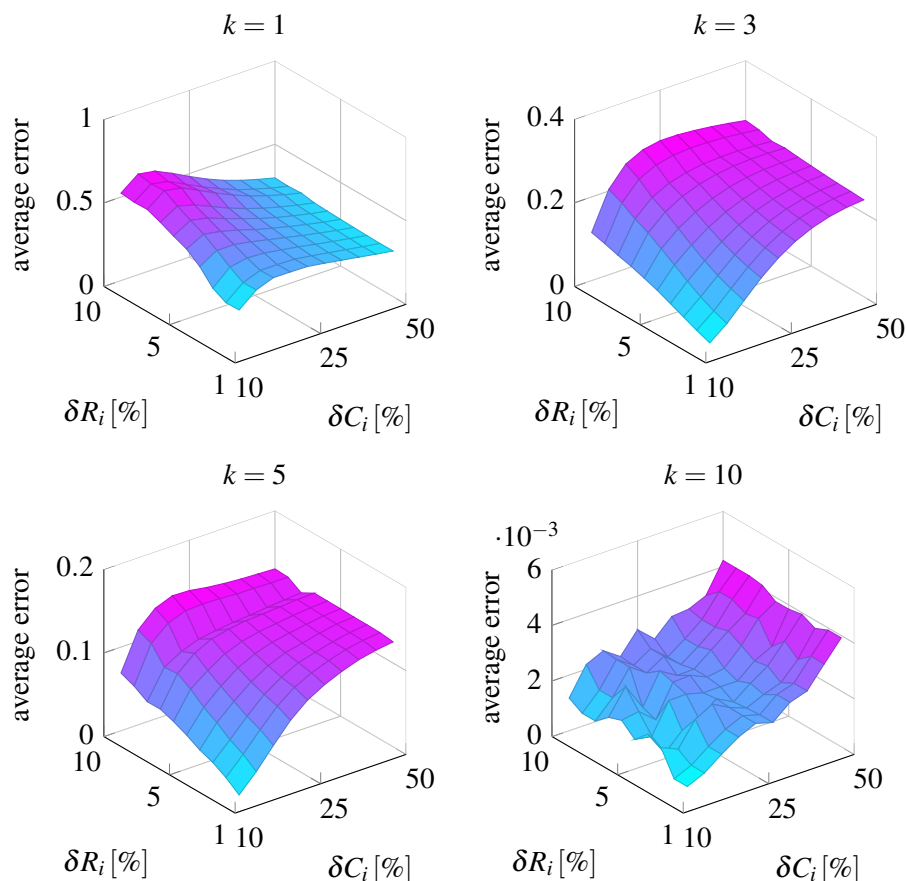 k = 1
average error
1
0.5
0
10
5
1
10
25
50
δR_i [%]
δC_i [%]
k = 3
average error
0.4
0.2
0
10
5
1
10
25
50
δR_i [%]
δC_i [%]
k = 5
average error
0.2
0.1
0
10
5
1
10
25
50
δR_i [%]
δC_i [%]
k = 10
·10⁻³
average error
6
4
2
0
10
5
1
10
25
50
δR_i [%]
δC_i [%]